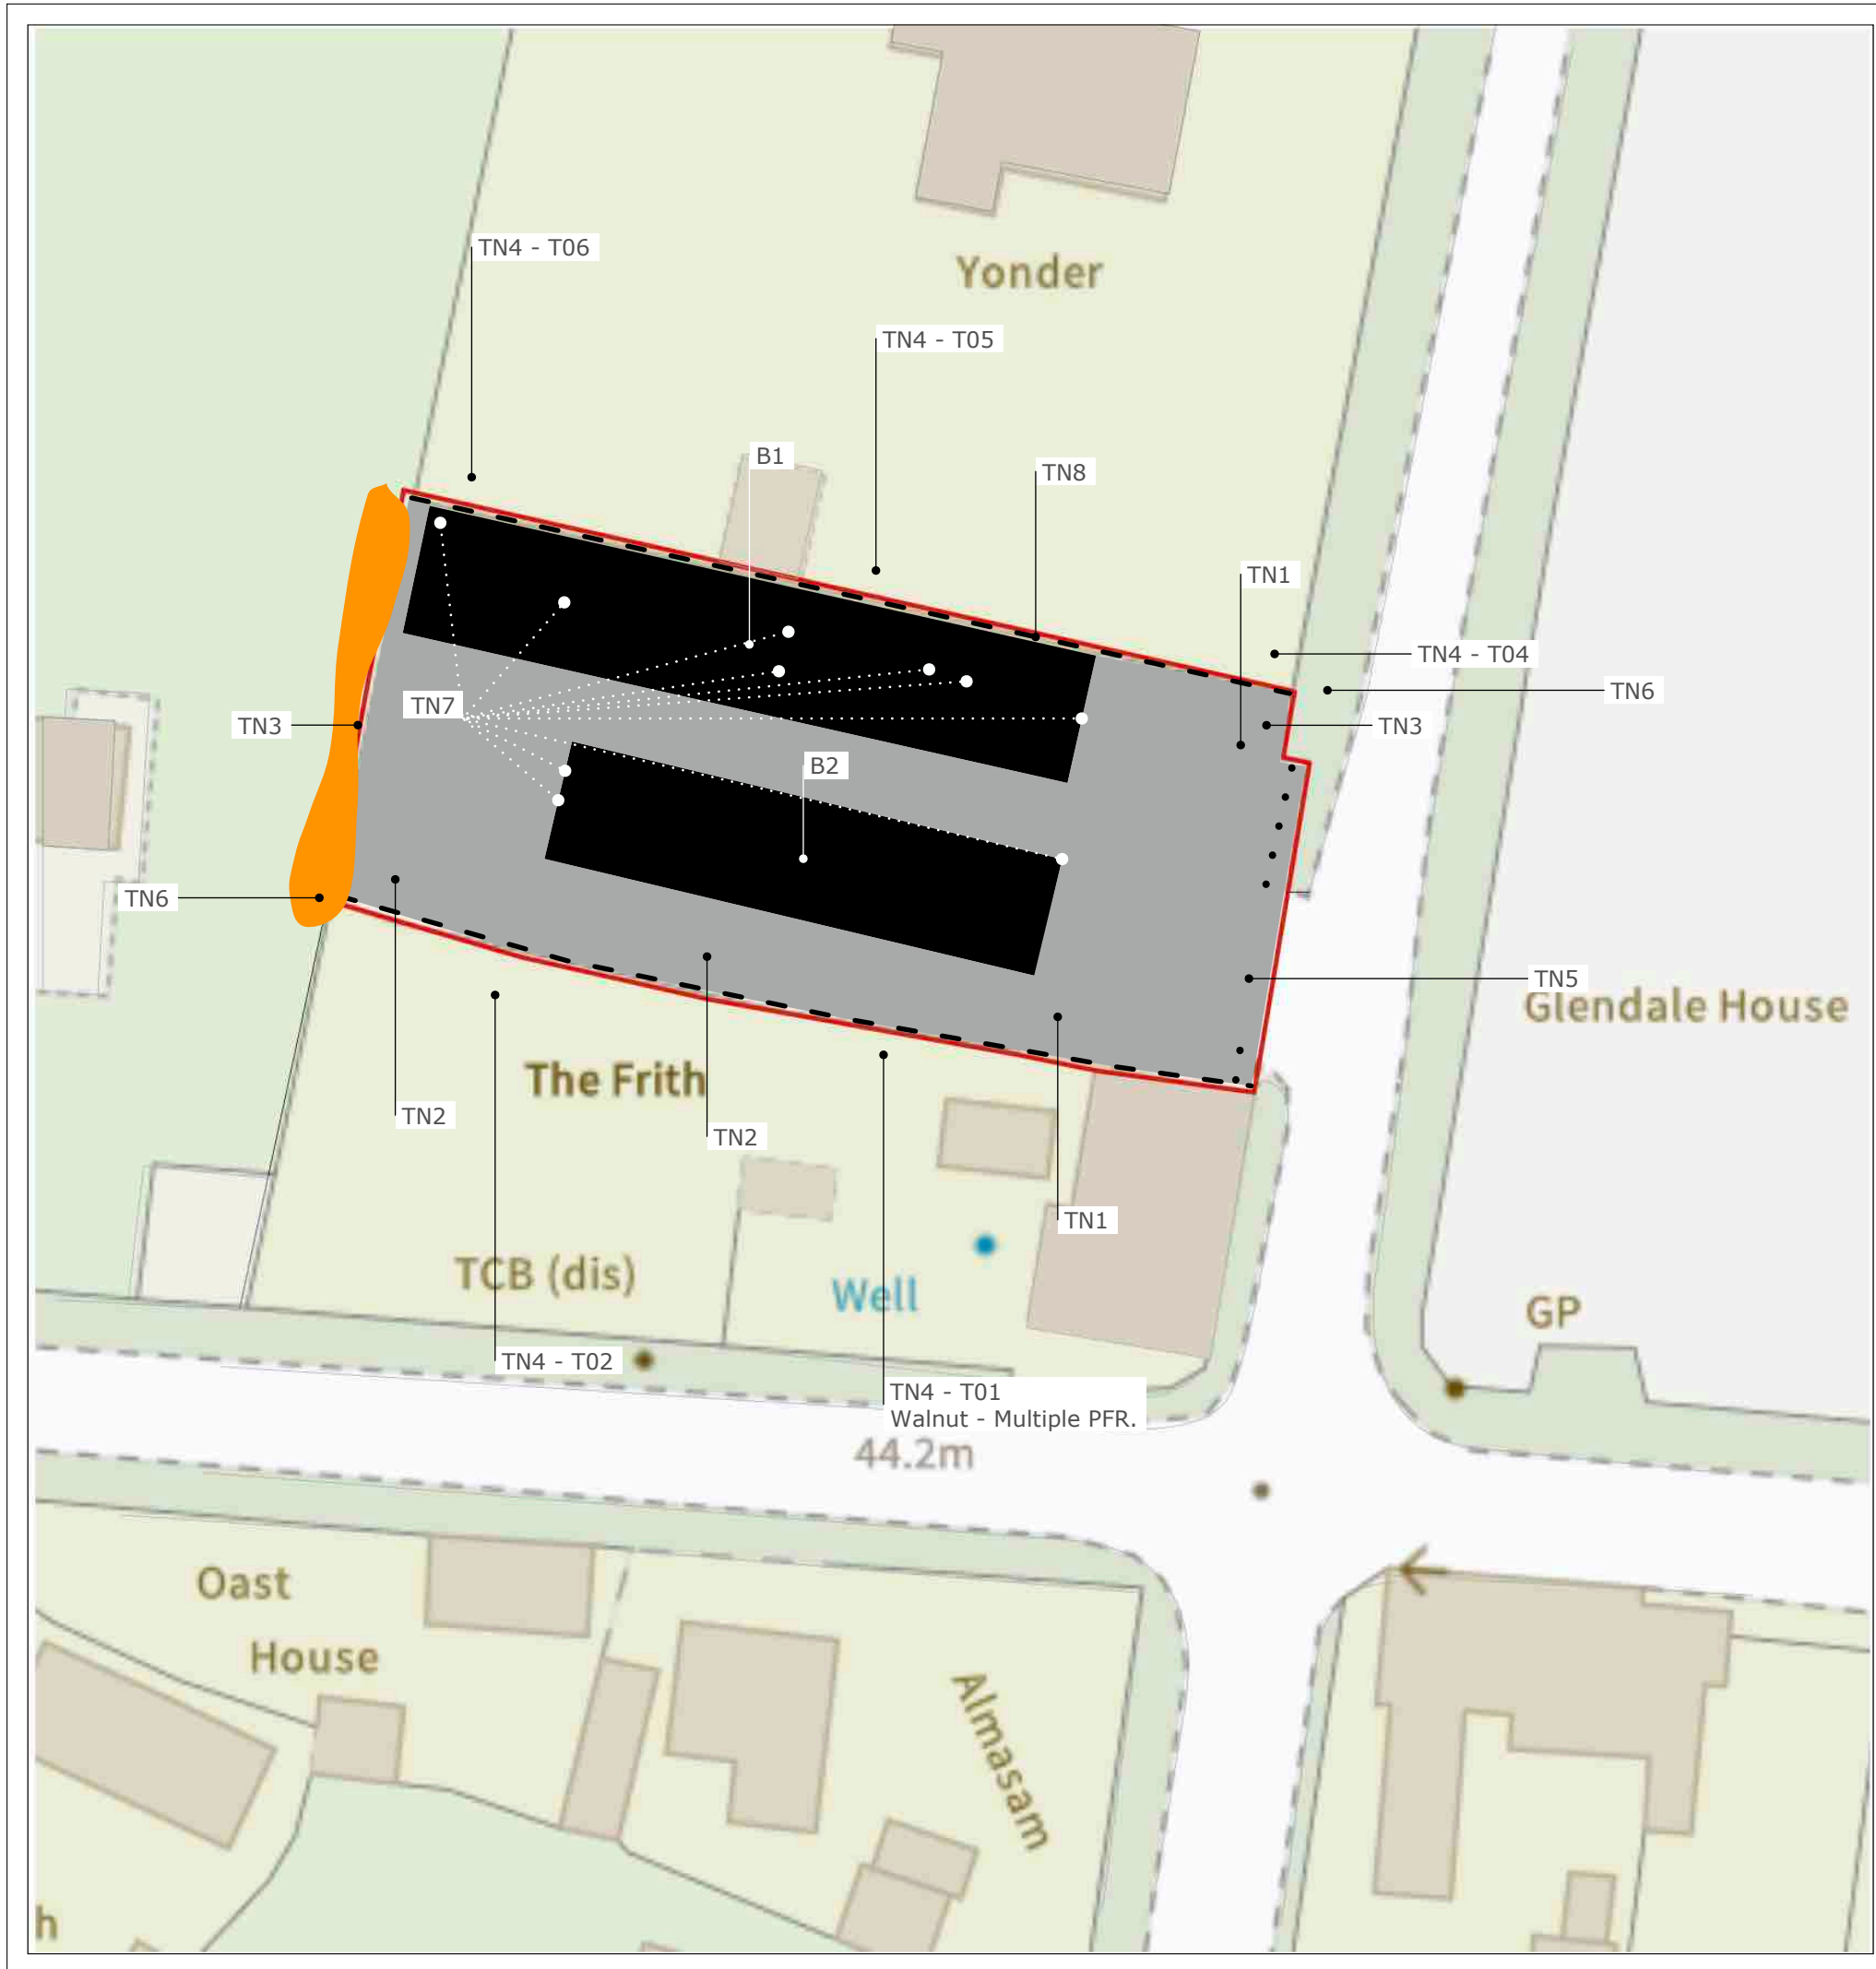 TN4 - T06
Yonder
TN4 - T05
B1
TN8
TN1
TN4 - T04
TN6
TN7
TN3
TN3
B2
TN6
TN5
Glendale House
The Frith
TN2
TN2
TN1
TCB (dis)
Well
GP
TN4 - T02
TN4 - T01
Walnut - Multiple PFR.
44.2m
Oast
House
Almasam
h